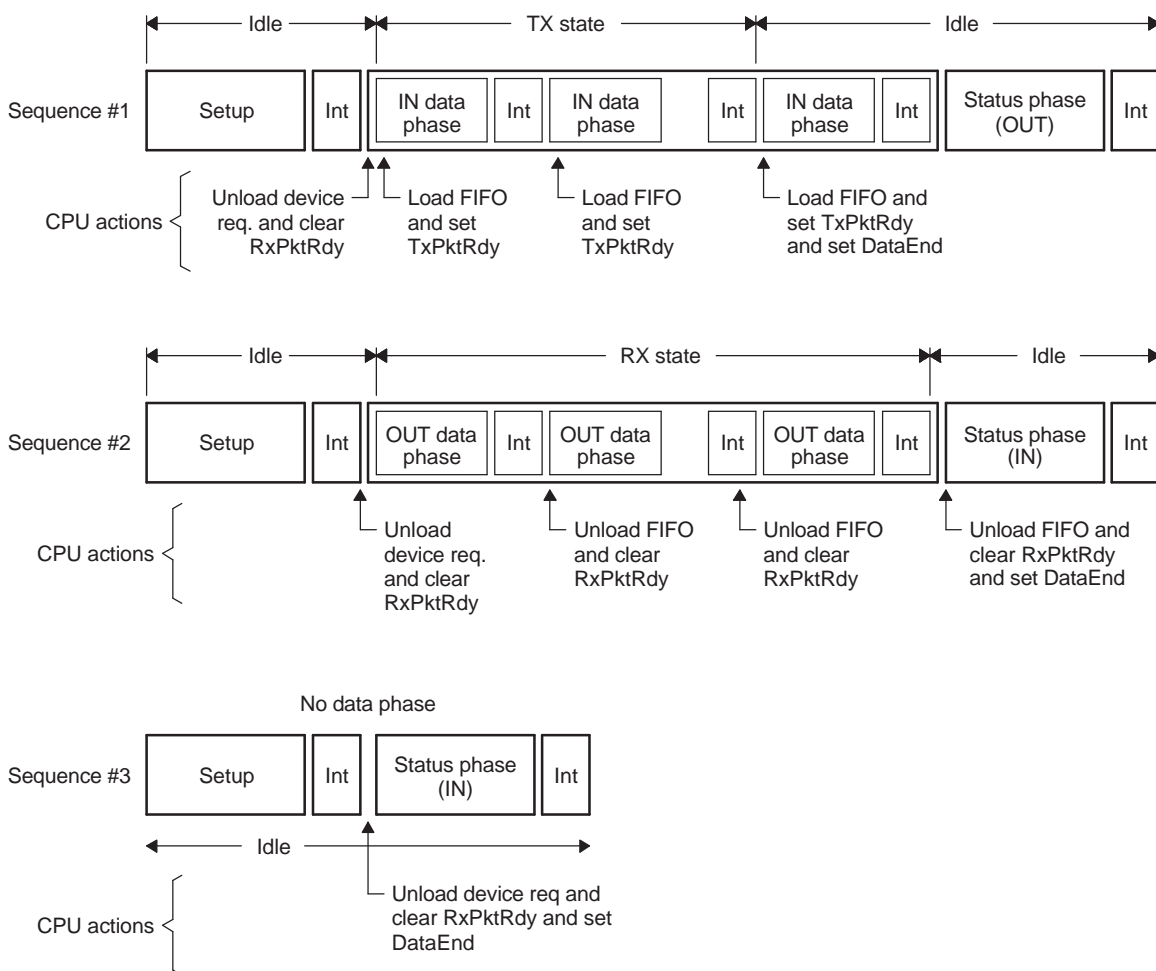 Idle
TX state
Idle
Sequence #1
Setup
Int
IN data
phase
Int
IN data
phase
Int
IN data
phase
Int
Status phase
(OUT)
Int
CPU actions
Unload device
req. and clear
RxPktRdy
Load FIFO
and set
TxPktRdy
Load FIFO
and set
TxPktRdy
Load FIFO and
set TxPktRdy
and set DataEnd
Idle
RX state
Idle
Sequence #2
Setup
Int
OUT data
phase
Int
OUT data
phase
Int
OUT data
phase
Int
Status phase
(IN)
Int
CPU actions
Unload
device req.
and clear
RxPktRdy
Unload FIFO
and clear
RxPktRdy
Unload FIFO
and clear
RxPktRdy
Unload FIFO and
clear RxPktRdy
and set DataEnd
No data phase
Sequence #3
Setup
Int
Status phase
(IN)
Int
Idle
CPU actions
Unload device req and
clear RxPktRdy and set
DataEnd